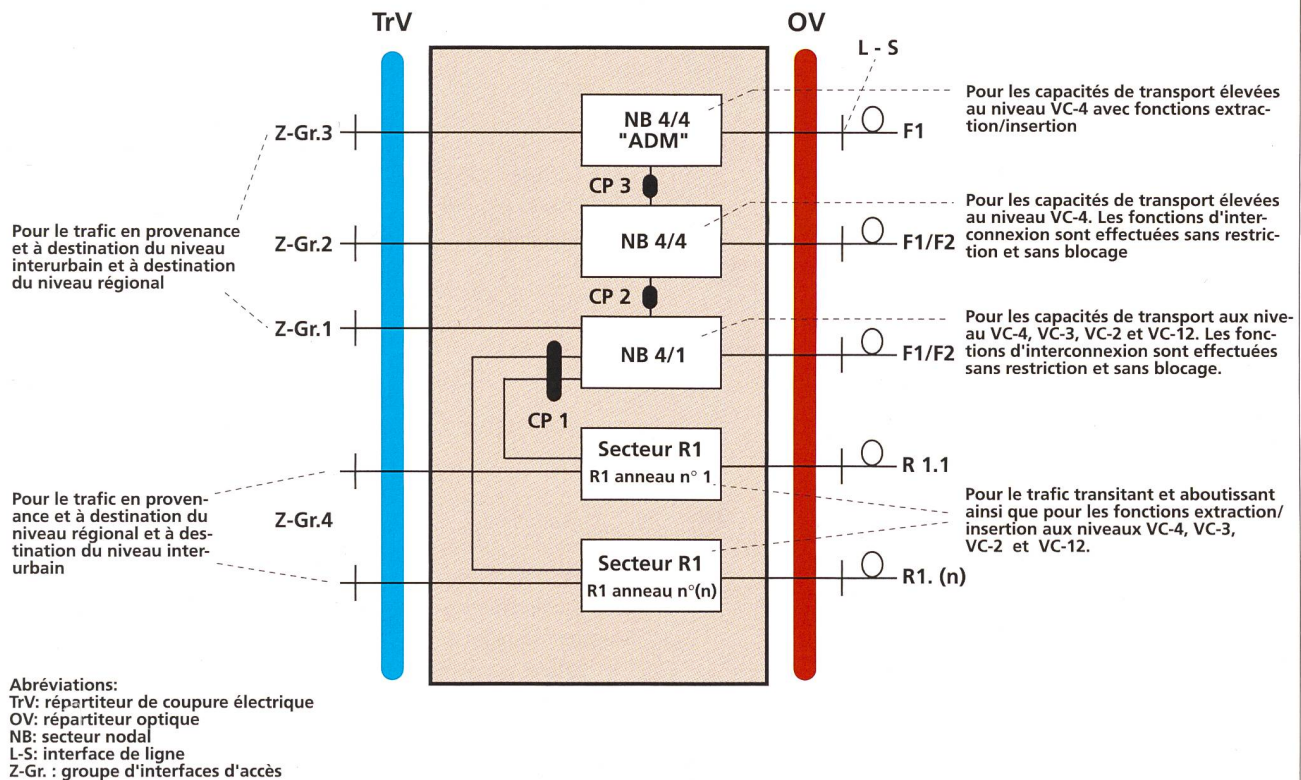 TrV
OV
L - S
Z-Gr.3
NB 4/4
"ADM"
F1
Pour les capacités de transport élevées
au niveau VC-4 avec fonctions extrac-
tion/insertion
CP 3
Pour le trafic en provenance
et à destination du niveau
interurbain et à destination
du niveau régional
Z-Gr.2
NB 4/4
F1/F2
Pour les capacités de transport élevées
au niveau VC-4. Les fonctions d'inter-
connexion sont effectuées sans restric-
tion et sans blocage
CP 2
Z-Gr.1
NB 4/1
F1/F2
Pour les capacités de transport aux nive-
au VC-4, VC-3, VC-2 et VC-12. Les fonc-
tions d'interconnexion sont effectuées
sans restriction et sans blocage.
CP 1
Secteur R1
R1 anneau n° 1
R 1.1
Pour le trafic en proven-
ance et à destination du
niveau régional et à des-
tination du niveau inter-
urbain
Z-Gr.4
Pour le trafic transitant et aboutissant
ainsi que pour les fonctions extraction/
insertion aux niveaux VC-4, VC-3,
VC-2 et VC-12.
Secteur R1
R1 anneau n°(n)
R1. (n)
Abréviations:
TrV: répartiteur de coupure électrique
OV: répartiteur optique
NB: secteur nodal
L-S: interface de ligne
Z-Gr. : groupe d'interfaces d'accès